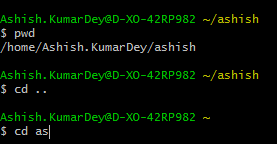 Ashish.KumarDey@D-XO-42RP982 ~/ashish
$ pwd
/home/Ashish.KumarDey/ashish
Ashish.KumarDey@D-XO-42RP982 ~/ashish
$ cd ..
Ashish.KumarDey@D-XO-42RP982 ~
$ cd as